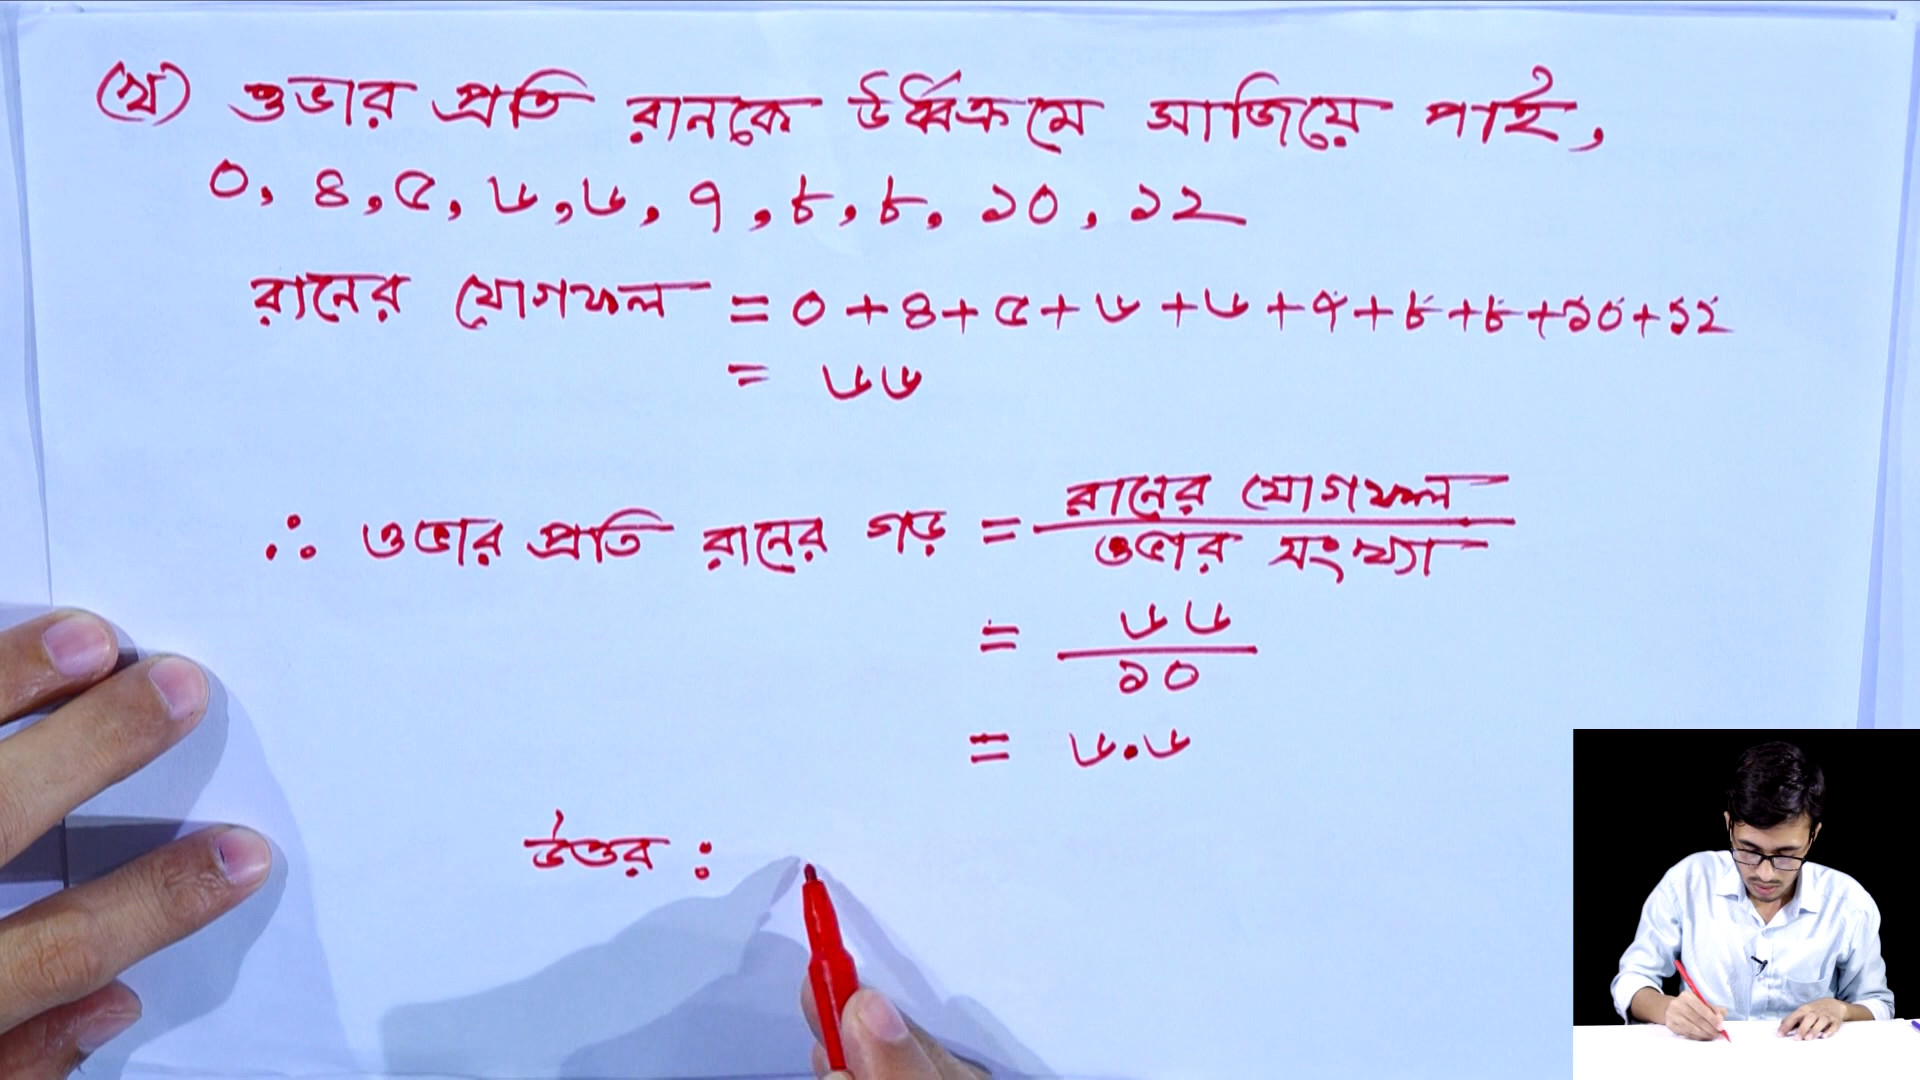 (খ) ওভার প্রতি রানকে উর্ধ্বক্রমে সাজিয়ে পাই,
০, ৪, ৫, ৬, ৬, ৭, ৮, ৮, ১০, ১২
রানের যোগফল = ০ + ৪ + ৫ + ৬ + ৬ + ৭ + ৮ + ৮ + ১০ + ১২
= ৬৬
∴ ওভার প্রতি রানের গড় = রানের যোগফল
ওভার সংখ্যা
= ৬৬
১০
= ৬.৬
উত্তর :